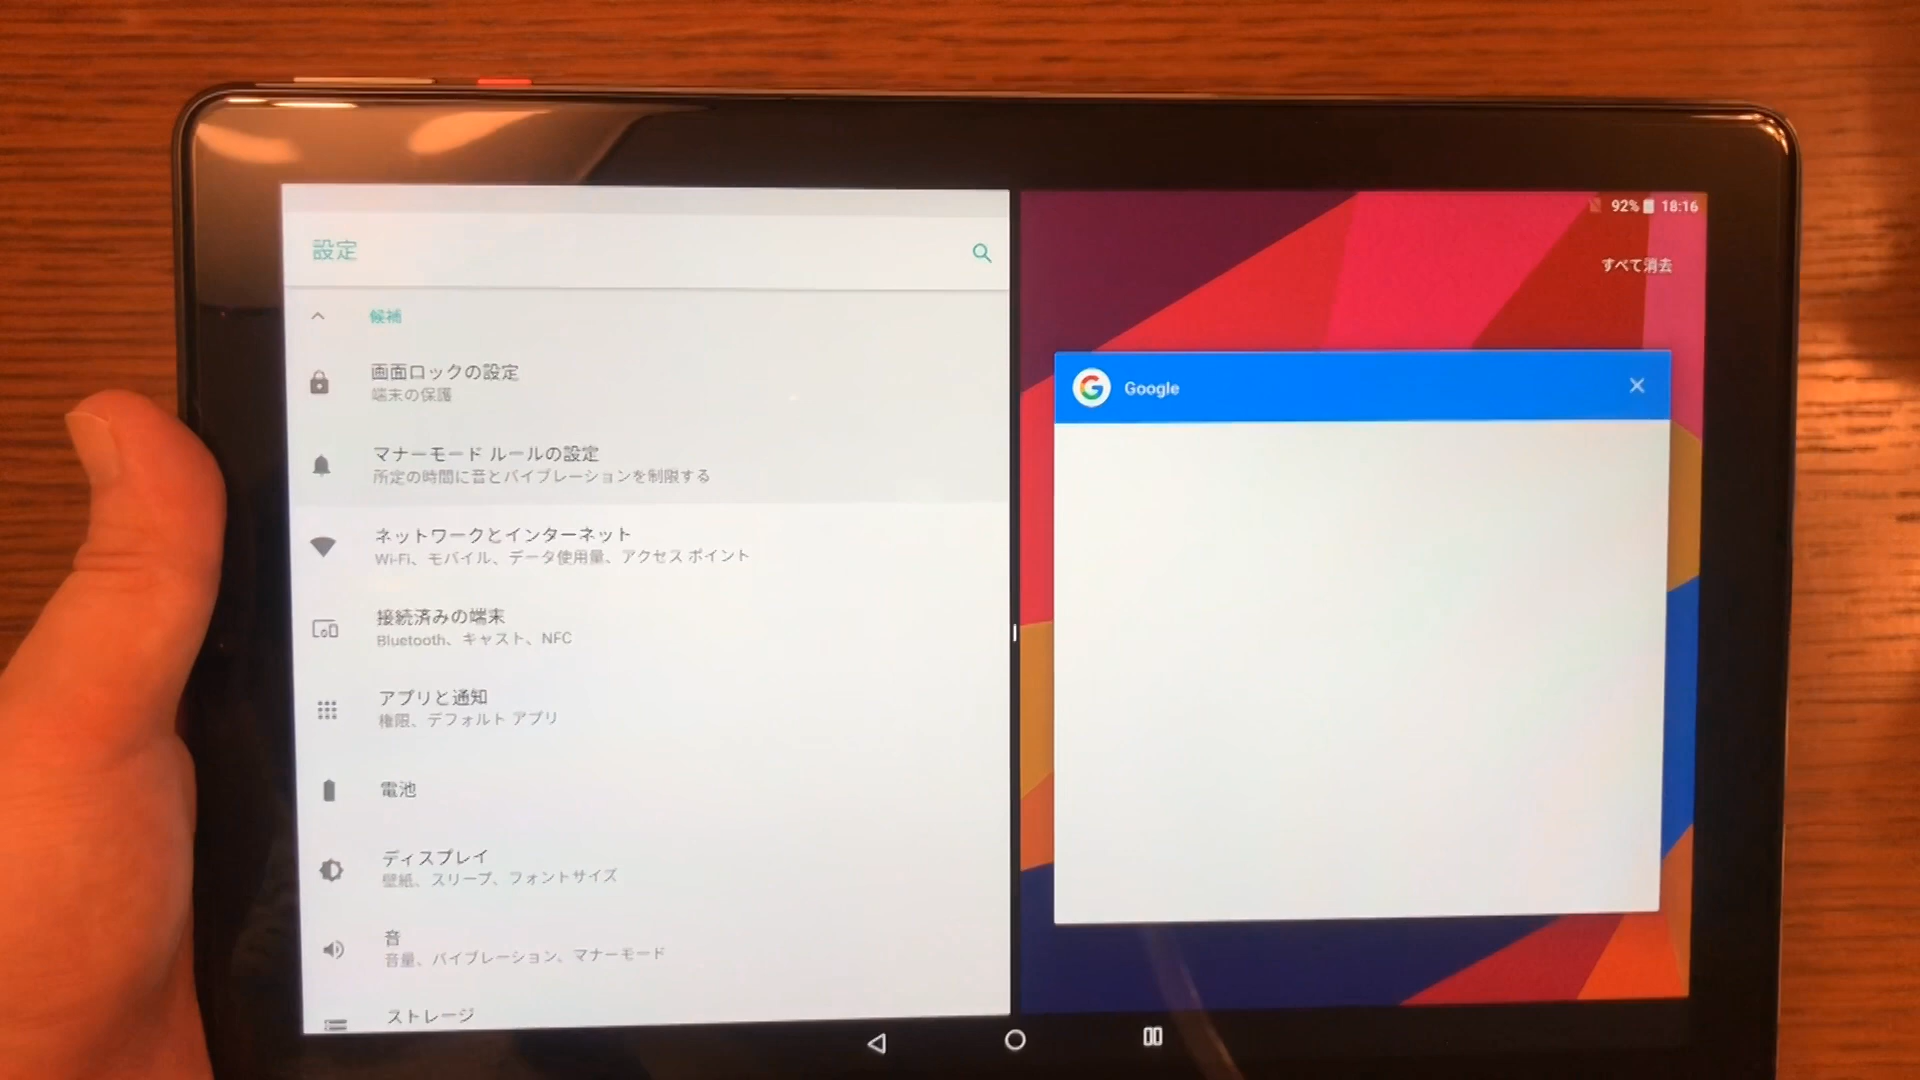 設定
候補
画面ロックの設定
端末の保護
マナーモード ルールの設定
所定の時間に音とバイブレーションを制限する
ネットワークとインターネット
Wi-Fi、モバイル、データ使用量、アクセス ポイント
接続済みの端末
Bluetooth、キャスト、NFC
アプリと通知
権限、デフォルト アプリ
電池
ディスプレイ
壁紙、スリープ、フォントサイズ
音
音量、バイブレーション、マナーモード
ストレージ
92% 18:16
すべて消去
G Google